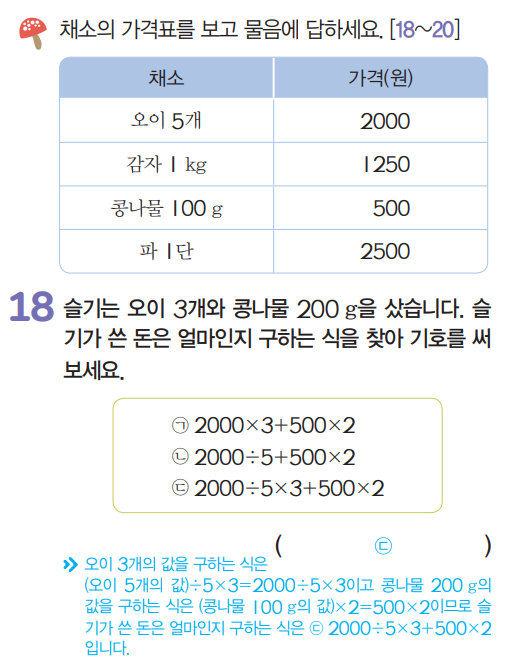 채소의 가격표를 보고 물음에 답하세요. [18~20]
채소 가격(원)
오이 5개 2000
감자 1 kg 1250
콩나물 100 g 500
파 1단 2500
18 슬기는 오이 3개와 콩나물 200 g을 샀습니다. 슬
기가 쓴 돈은 얼마인지 구하는 식을 찾아 기호를 써
보세요.
㉠ 2000×3+500×2
㉡ 2000÷5+500×2
㉢ 2000÷5×3+500×2
( ㉢ )
오이 3개의 값을 구하는 식은
(오이 5개의 값)÷5×3=2000÷5×3이고 콩나물 200 g의
값을 구하는 식은 (콩나물 100 g의 값)×2=500×2이므로 슬
기가 쓴 돈은 얼마인지 구하는 식은 ㉢ 2000÷5×3+500×2
입니다.